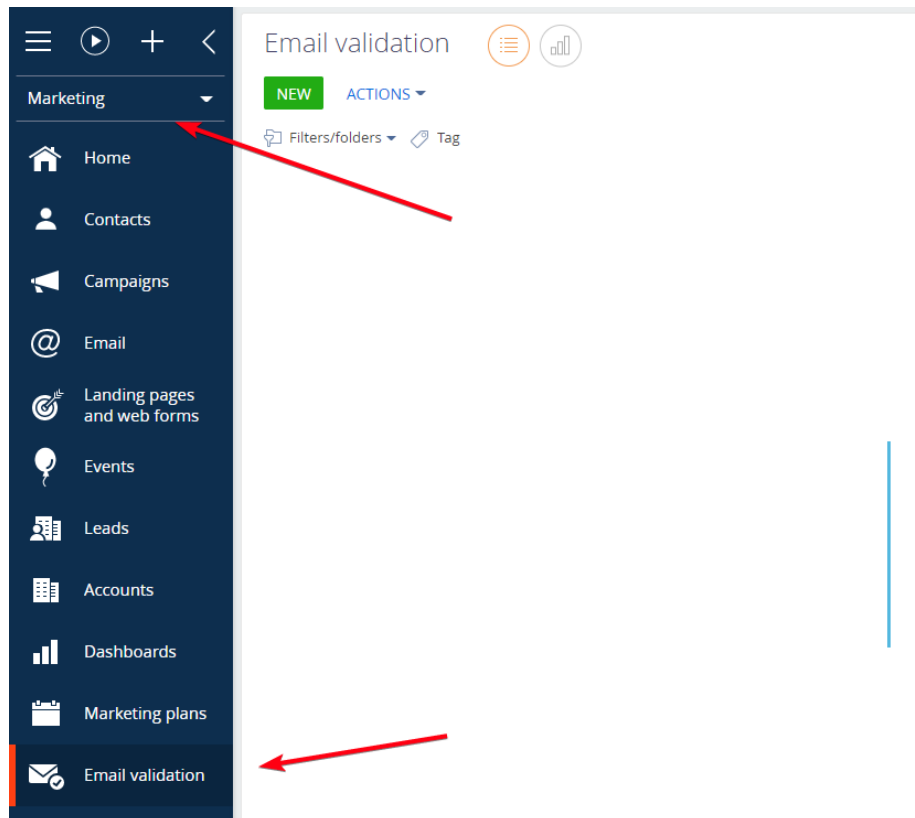 Marketing
Home
Contacts
Campaigns
Email
Landing pages
and web forms
Events
Leads
Accounts
Dashboards
Marketing plans
Email validation
Email validation
NEW ACTIONS
Filters/folders Tag